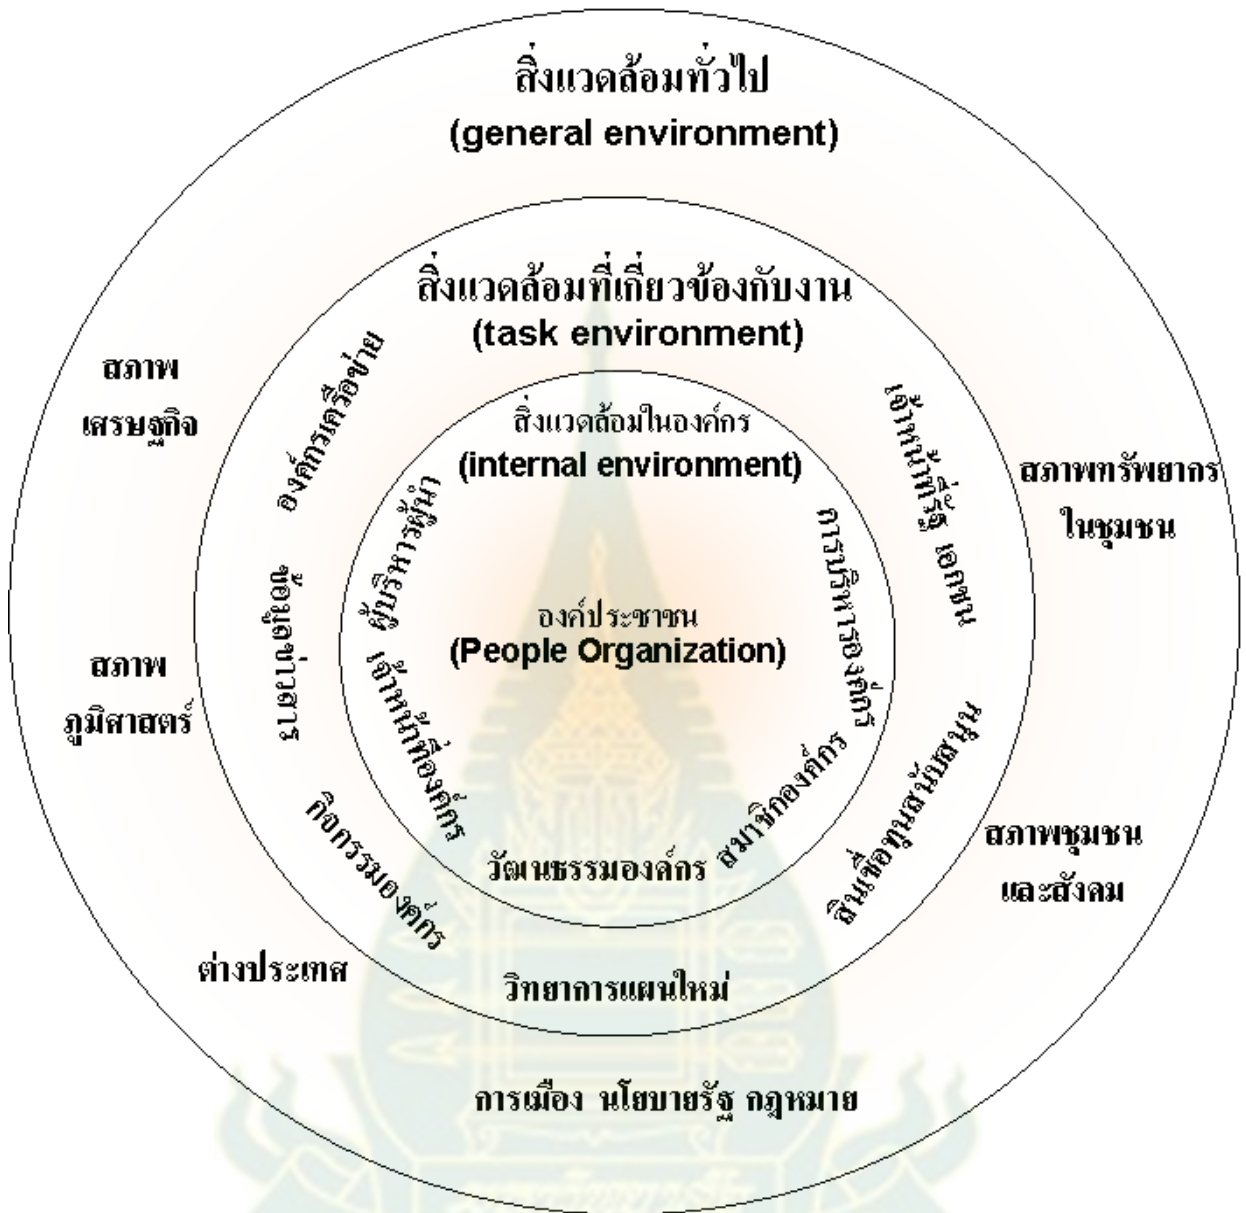 สิ่งแวดล้อมทั่วไป
(general environment)
สิ่งแวดล้อมที่เกี่ยวข้องกับงาน
(task environment)
องค์กรเครือข่าย
สภาพ
เศรษฐกิจ
สิ่งแวดล้อมในองค์กร
(internal environment)
เจ้าหน้าที่รัฐ เอกชน
สภาพทรัพยากร
ในชุมชน
ผู้บริหารผู้นำ
การบริหารองค์กร
ข้อมูลข่าวสาร
องค์ประชาชน
(People Organization)
สภาพ
ภูมิศาสตร์
เจ้าหน้าที่องค์กร
สมาชิกองค์กร
สินเชื่อทุนสนับสนุน
กิจกรรมองค์กร
วัฒนธรรมองค์กร
สภาพชุมชน
และสังคม
ต่างประเทศ
วิทยาการแผนใหม่
การเมือง นโยบายรัฐ กฎหมาย